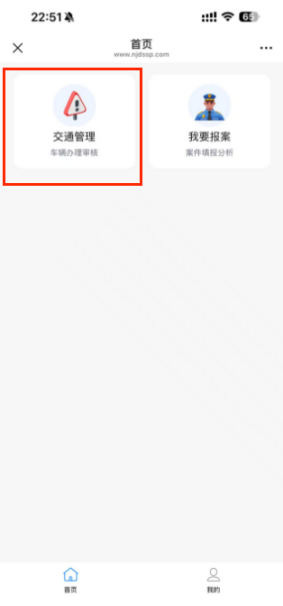 22:51
65
首页
www.njdssp.com
交通管理
车辆办理审核
我要报案
案件填报分析
首页
我的